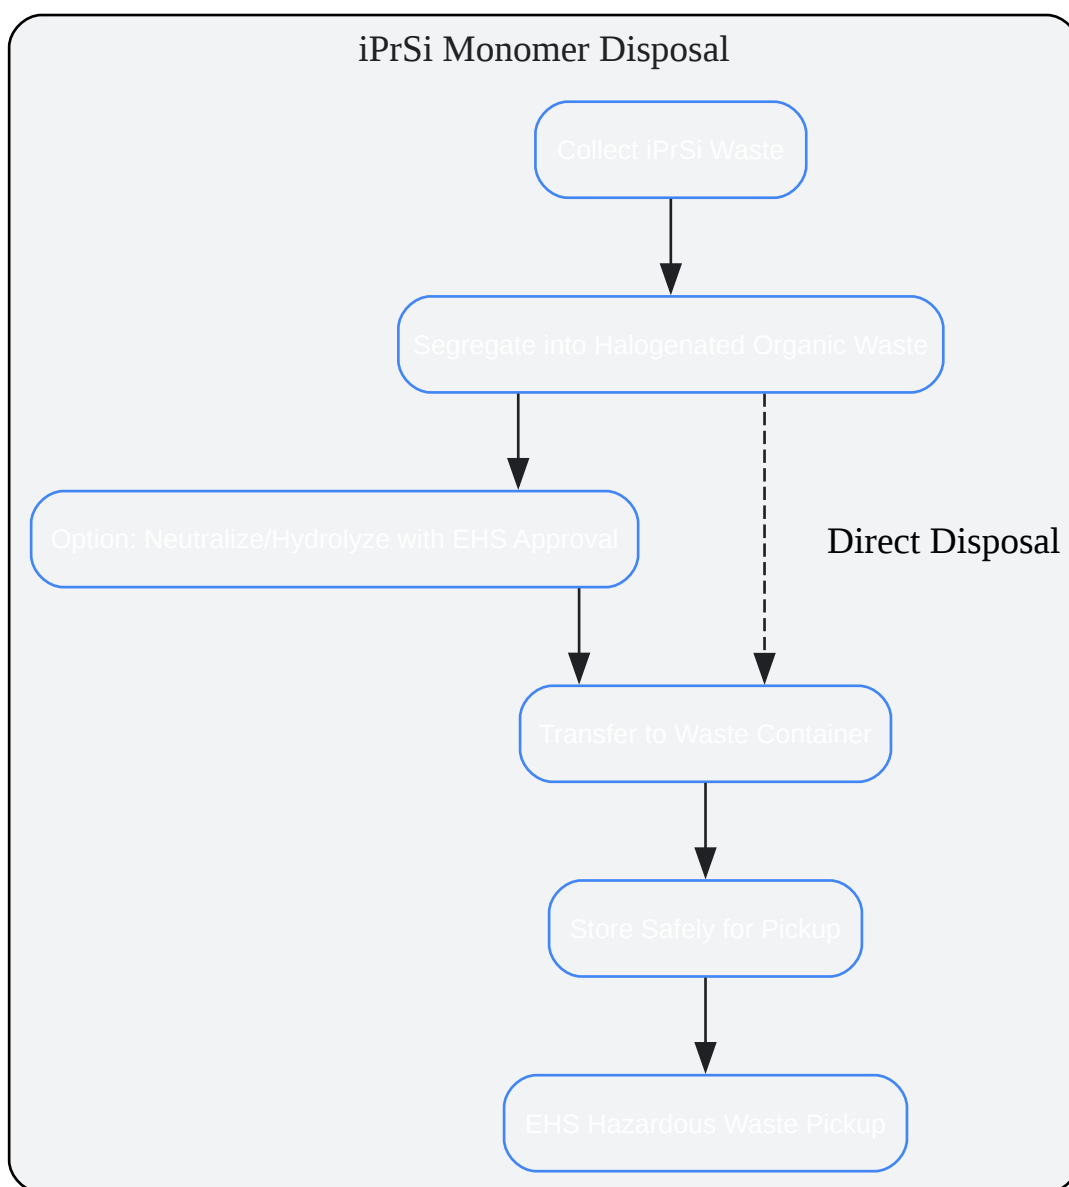 iPrSi Monomer Disposal
Collect iPrSi Waste
Segregate into Halogenated Organic Waste
Option: Neutralize/Hydrolyze with EHS Approval
Direct Disposal
Transfer to Waste Container
Store Safely for Pickup
EHS Hazardous Waste Pickup